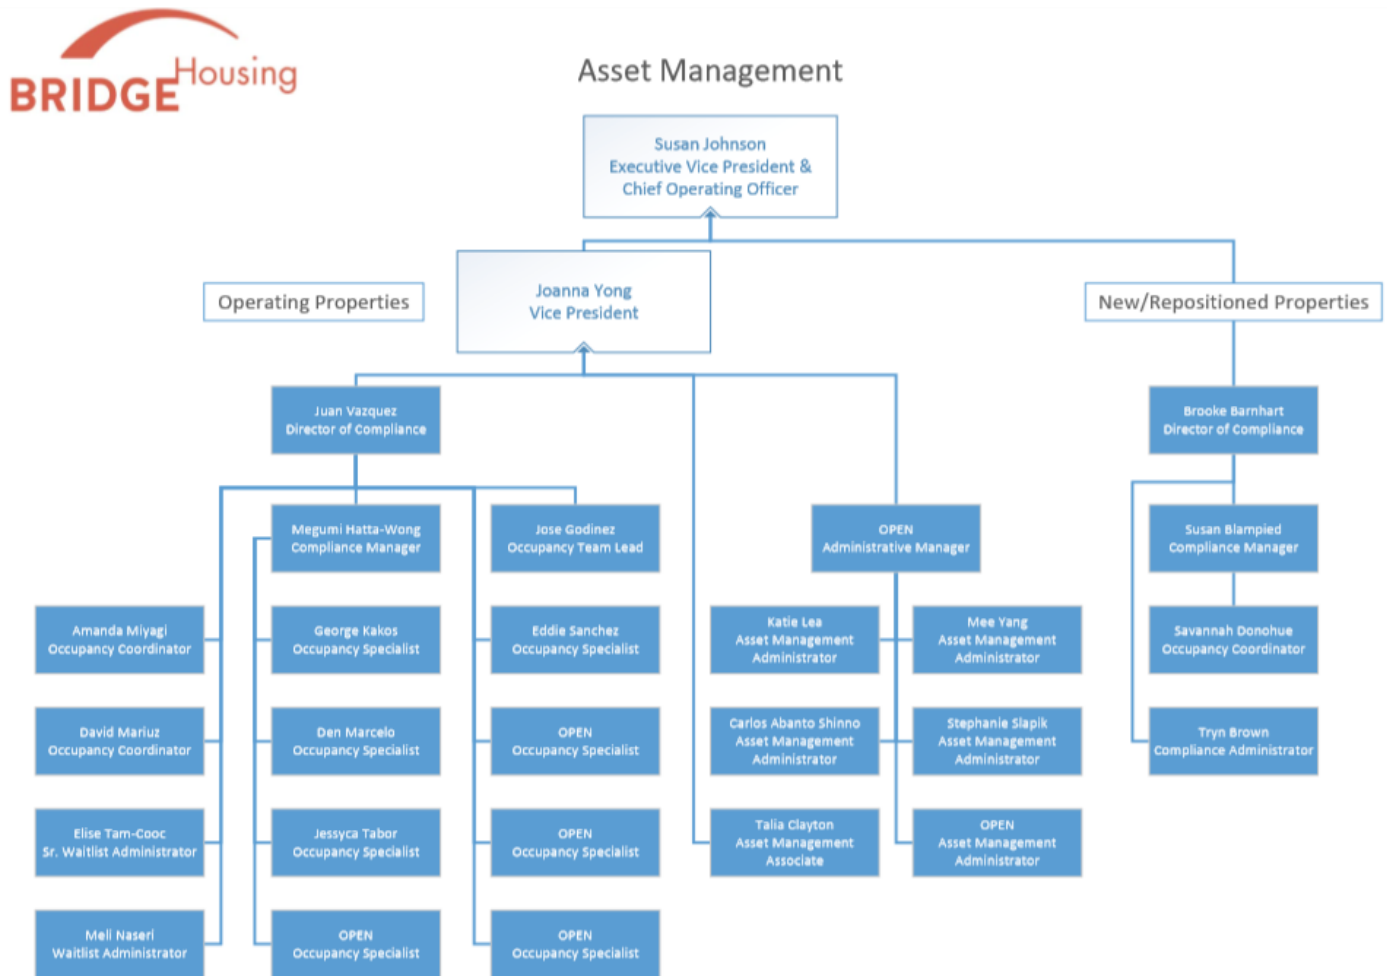 BRIDGE Housing
Asset Management
Susan Johnson
Executive Vice President &
Chief Operating Officer
Joanna Yong
Vice President
Operating Properties
New/Repositioned Properties
Juan Vazquez
Director of Compliance
Brooke Barnhart
Director of Compliance
Megumi Hatta-Wong
Compliance Manager
Jose Godinez
Occupancy Team Lead
OPEN
Administrative Manager
Susan Blampied
Compliance Manager
Amanda Miyagi
Occupancy Coordinator
George Kakos
Occupancy Specialist
Eddie Sanchez
Occupancy Specialist
Katie Lea
Asset Management
Administrator
Mee Yang
Asset Management
Administrator
Savannah Donohue
Occupancy Coordinator
David Mariuz
Occupancy Coordinator
Den Marcelo
Occupancy Specialist
OPEN
Occupancy Specialist
Carlos Abanto Shinno
Asset Management
Administrator
Stephanie Slapik
Asset Management
Administrator
Tryn Brown
Compliance Administrator
Elise Tam-Cooc
Sr. Waitlist Administrator
Jessyca Tabor
Occupancy Specialist
OPEN
Occupancy Specialist
Talia Clayton
Asset Management
Associate
OPEN
Asset Management
Administrator
Meli Naseri
Waitlist Administrator
OPEN
Occupancy Specialist
OPEN
Occupancy Specialist